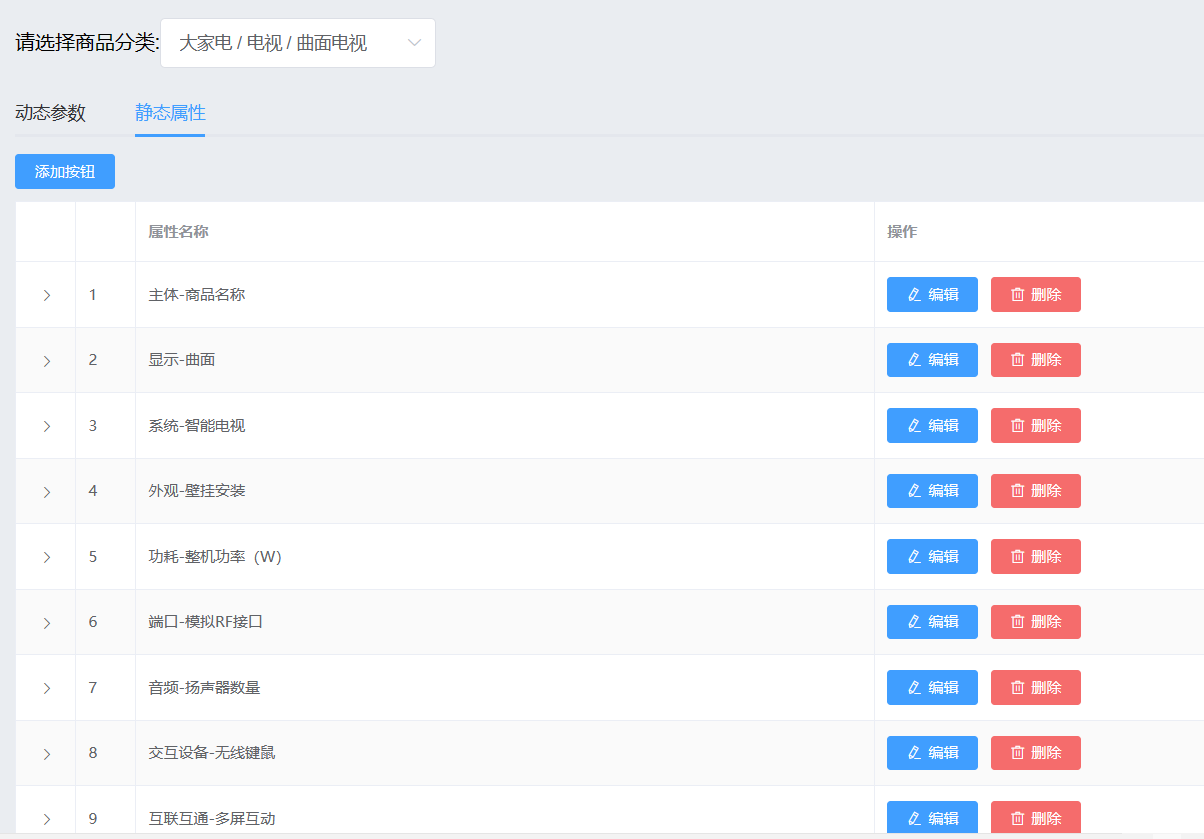 请选择商品分类: 大家电 / 电视 / 曲面电视
动态参数 静态属性
添加按钮
属性名称 操作
1 主体-商品名称 编辑 删除
2 显示-曲面 编辑 删除
3 系统-智能电视 编辑 删除
4 外观-壁挂安装 编辑 删除
5 功耗-整机功率（W） 编辑 删除
6 端口-模拟RF接口 编辑 删除
7 音频-扬声器数量 编辑 删除
8 交互设备-无线键鼠 编辑 删除
9 互联互通-多屏互动 编辑 删除